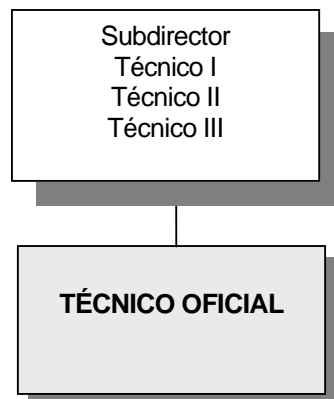 Subdirector
Técnico I
Técnico II
Técnico III
TÉCNICO OFICIAL